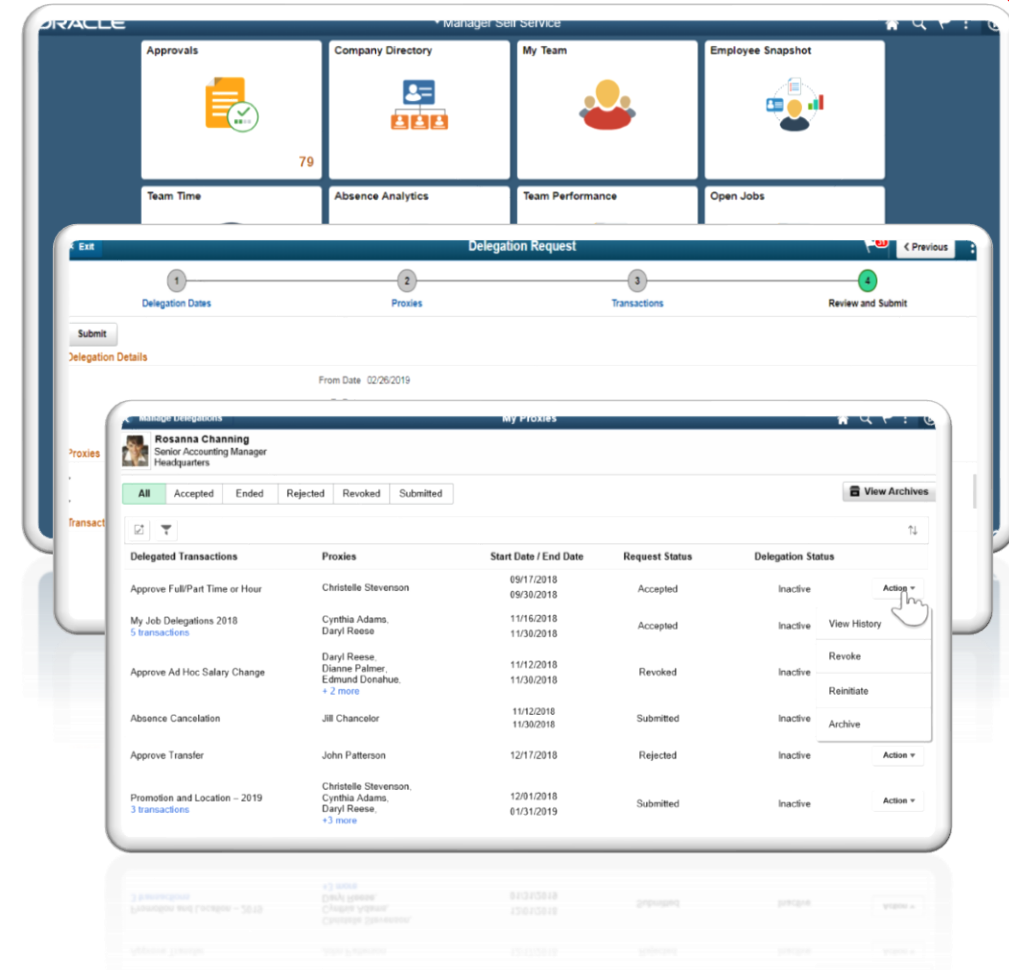 ORACLE
Manager Self Service
Approvals
79
Company Directory
My Team
Employee Snapshot
Team Time
Absence Analytics
Team Performance
Open Jobs
Exit
Delegation Request
Previous
1
2
3
4
Delegation Dates
Proxies
Transactions
Review and Submit
Submit
Delegation Details
From Date 02/26/2019
Proxies
Transact
Manage Delegations
My Proxies
Rosanna Channing
Senior Accounting Manager
Headquarters
All Accepted Ended Rejected Revoked Submitted
View Archives
Delegated Transactions Proxies Start Date / End Date Request Status Delegation Status
Approve Full/Part Time or Hour Christelle Stevenson 09/17/2018 Accepted Inactive Action
09/30/2018
My Job Delegations 2018 Cynthia Adams, 11/16/2018 Accepted Inactive
5 transactions Daryl Reese 11/30/2018
Approve Ad Hoc Salary Change Daryl Reese, 11/12/2018 Revoked Inactive
Dianne Palmer, 11/30/2018
Edmund Donahue,
+ 2 more
Absence Cancelation Jill Chancelor 11/12/2018 Submitted Inactive
11/30/2018
Approve Transfer John Patterson 12/17/2018 Rejected Inactive Action
Promotion and Location – 2019 Christelle Stevenson, 12/01/2018 Submitted Inactive Action
3 transactions Cynthia Adams, 01/31/2019
Daryl Reese,
+3 more
View History
Revoke
Reinitiate
Archive